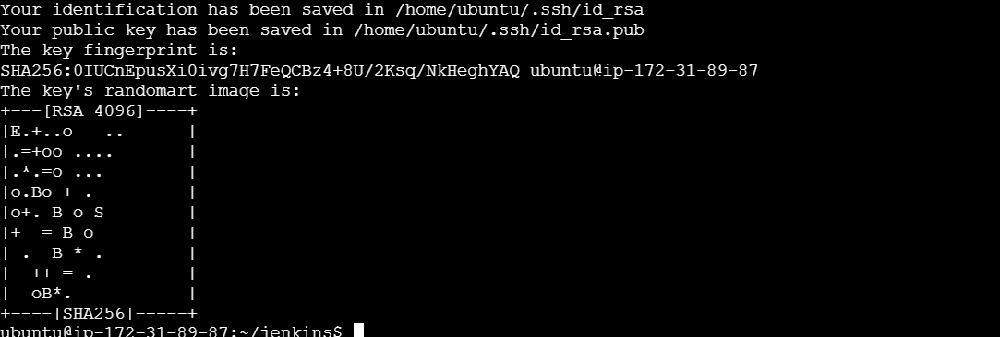 Your identification has been saved in /home/ubuntu/.ssh/id_rsa
Your public key has been saved in /home/ubuntu/.ssh/id_rsa.pub
The key fingerprint is:
SHA256:0IUCnEpusXi0ivg7H7FeQCBz4+8U/2Ksq/NkHeghYAQ ubuntu@ip-172-31-89-87
The key's randomart image is:
+---[RSA 4096]----+
|E.+..o   ..      |
|.=+oo ....       |
|.*.=o ...        |
|o.Bo + .         |
|o+. B o S        |
|+  = B o         |
| .  B * .        |
|  ++ = .         |
|  oB*.           |
+----[SHA256]-----+
ubuntu@ip-172-31-89-87:~/jenkins$